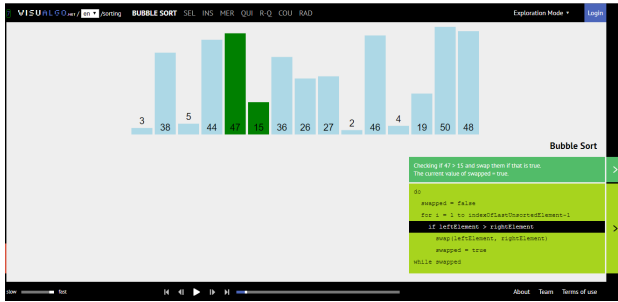 VISUALGO.NET / en /sorting BUBBLE SORT SEL INS MER QUI R-Q COU RAD Exploration Mode Login
3 38 5 44 47 15 36 26 27 2 46 4 19 50 48
Bubble Sort
Checking if 47 > 15 and swap them if that is true.
The current value of swapped = true.
do
swapped = false
for i = 1 to indexOfLastUnsortedElement-1
if leftElement > rightElement
swap(leftElement, rightElement)
swapped = true
while swapped
slow fast About Team Terms of use